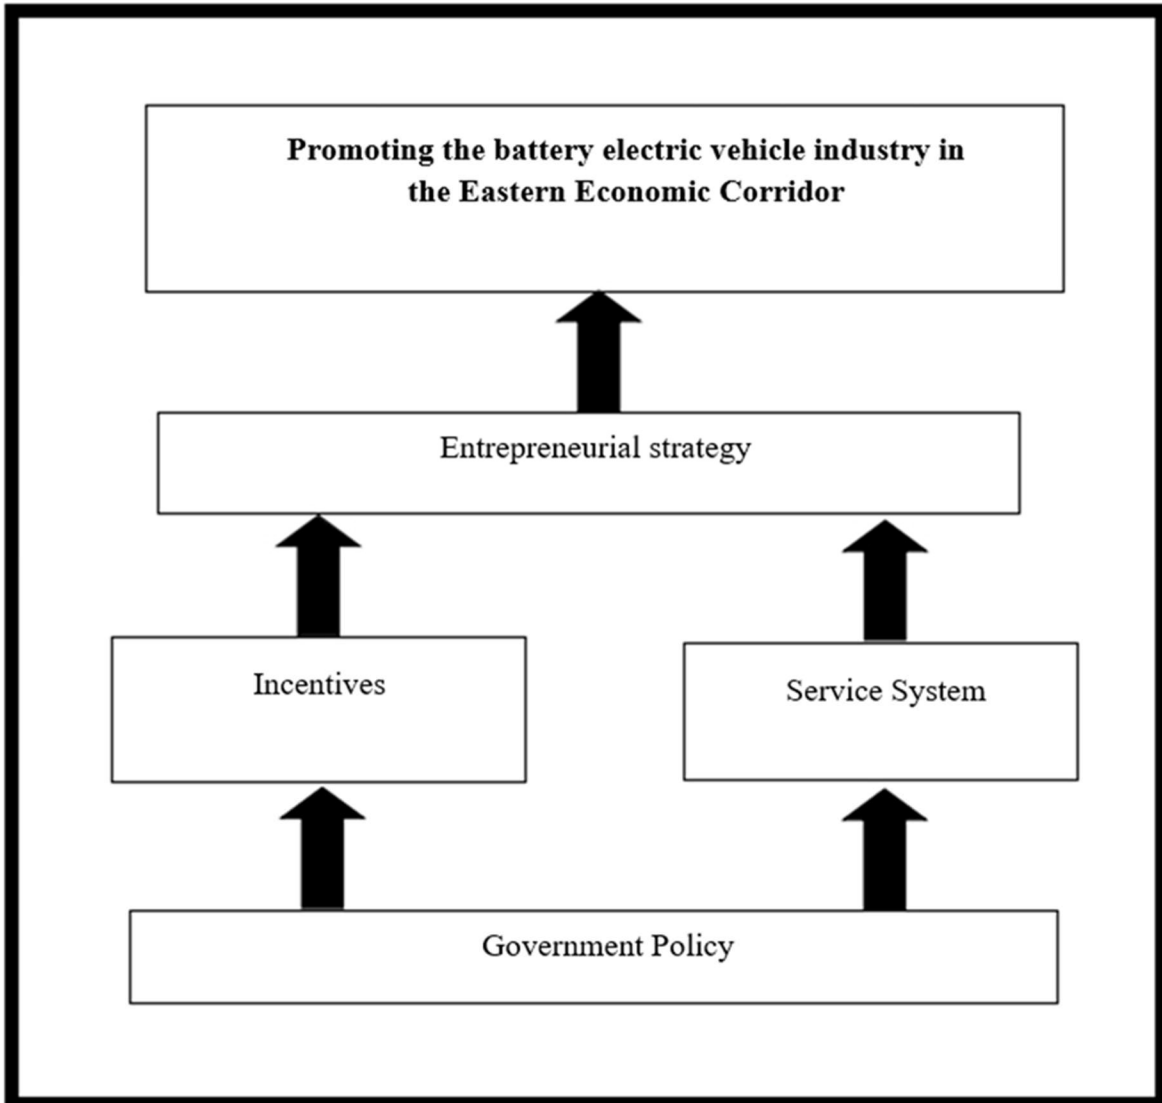 Promoting the battery electric vehicle industry in
the Eastern Economic Corridor
Entrepreneurial strategy
Incentives
Service System
Government Policy